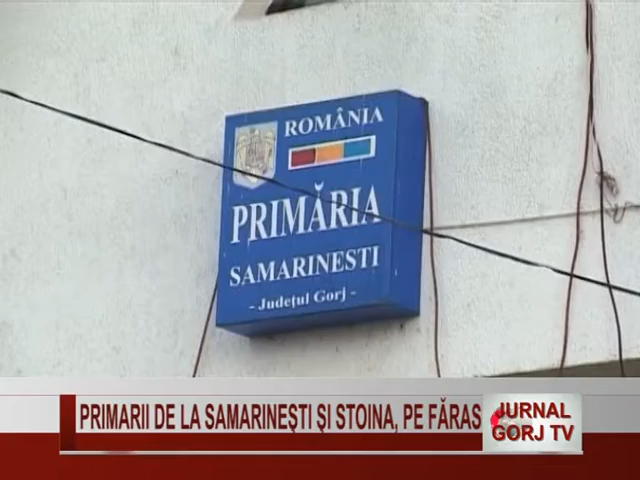 ROMÂNIA
PRIMĂRIA
SAMARINESTI
- Judeţul Gorj -
PRIMARII DE LA SAMARINEŞTI ŞI STOINA, PE FĂRAS
JURNAL
GORJ TV